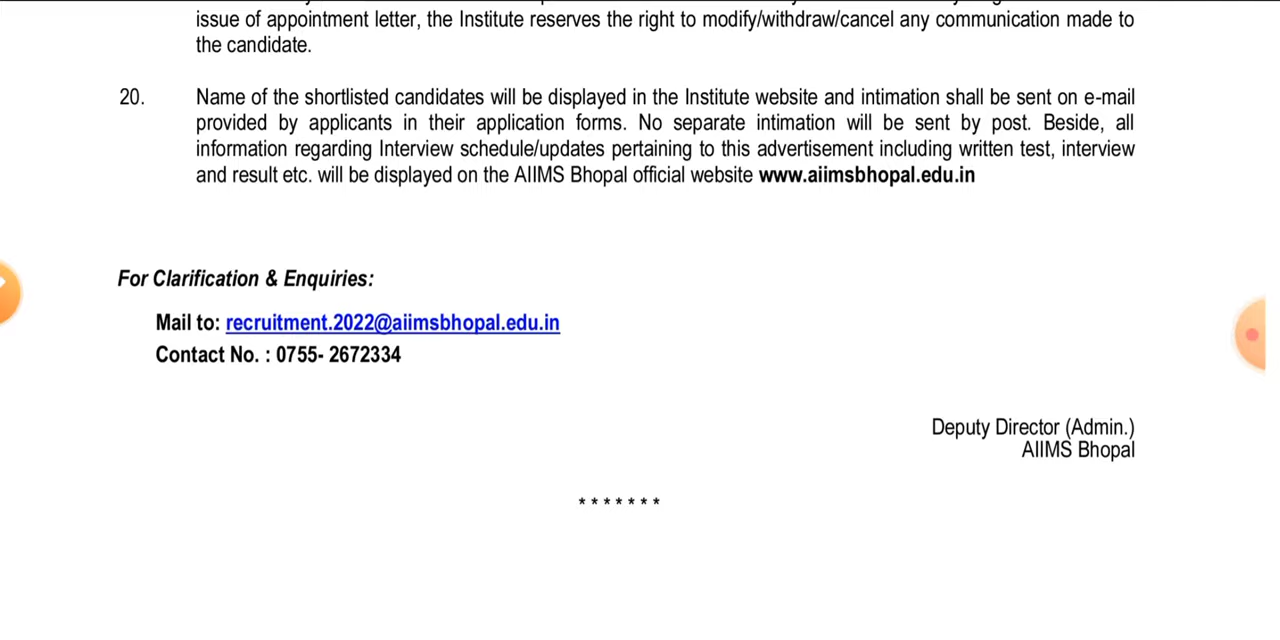 issue of appointment letter, the Institute reserves the right to modify/withdraw/cancel any communication made to
the candidate.
20. Name of the shortlisted candidates will be displayed in the Institute website and intimation shall be sent on e-mail
provided by applicants in their application forms. No separate intimation will be sent by post. Beside, all
information regarding Interview schedule/updates pertaining to this advertisement including written test, interview
and result etc. will be displayed on the AIIMS Bhopal official website www.aiimsbhopal.edu.in
For Clarification & Enquiries:
Mail to: recruitment.2022@aiimsbhopal.edu.in
Contact No. : 0755- 2672334
Deputy Director (Admin.)
AIIMS Bhopal
* * * * * * *